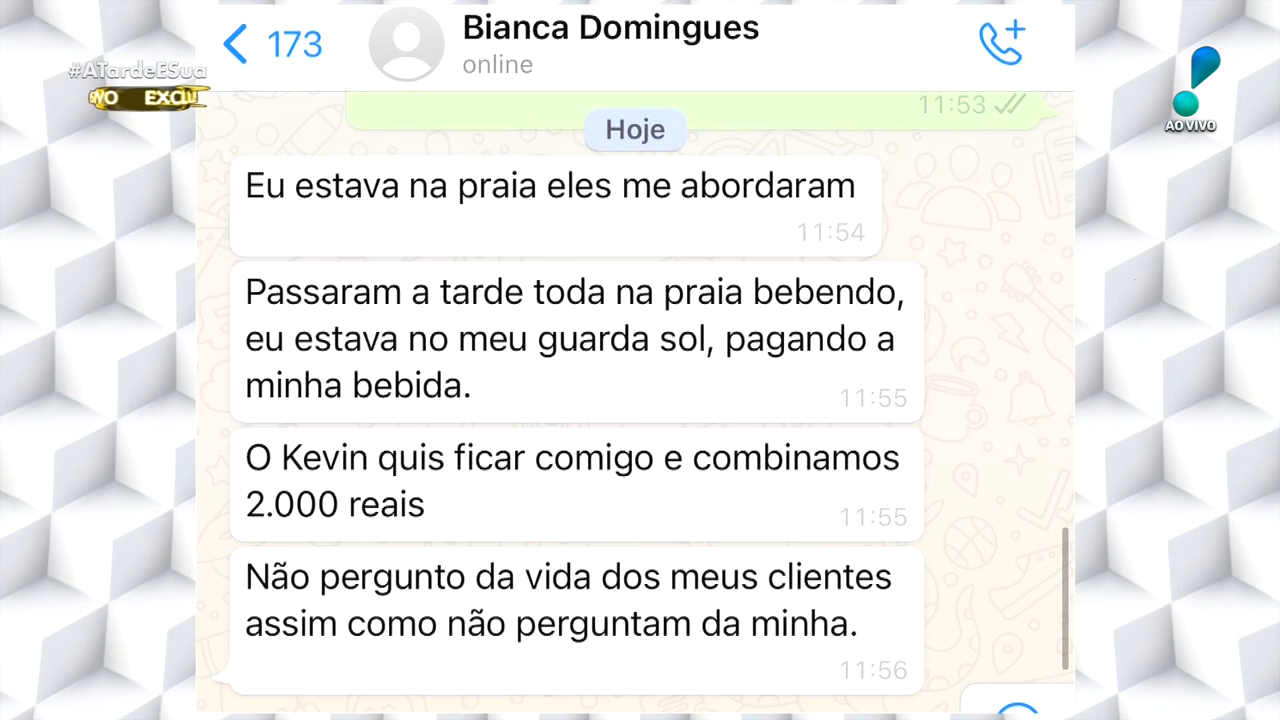 173
Bianca Domingues
online
#ATardeESua
VO EXCLU
AO VIVO
11:53
Hoje
Eu estava na praia eles me abordaram
11:54
Passaram a tarde toda na praia bebendo,
eu estava no meu guarda sol, pagando a
minha bebida.
11:55
O Kevin quis ficar comigo e combinamos
2.000 reais
11:55
Não pergunto da vida dos meus clientes
assim como não perguntam da minha.
11:56